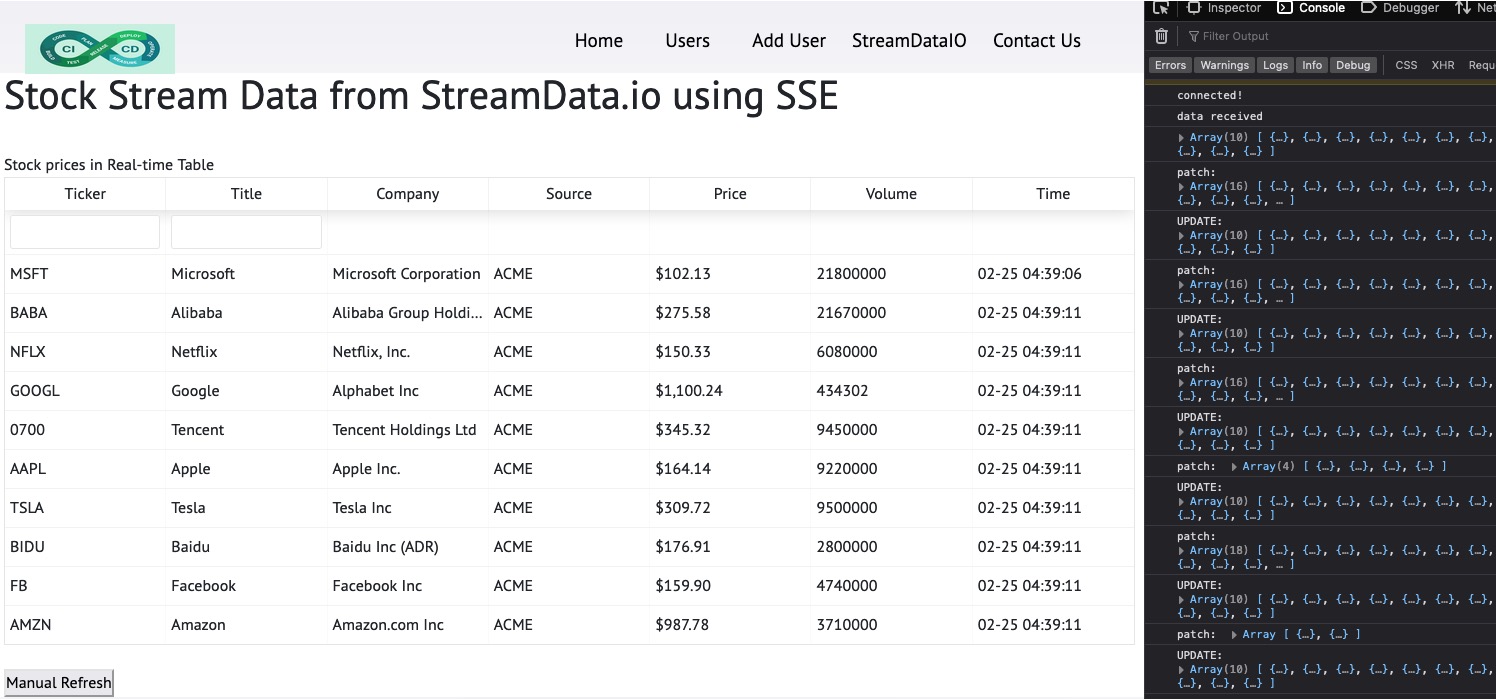 CI CD
CODE PLAN BUILD TEST RELEASE DEPLOY OPERATE MEASURE
Home Users Add User StreamDataIO Contact Us
Stock Stream Data from StreamData.io using SSE
Stock prices in Real-time Table
Ticker Title Company Source Price Volume Time
MSFT Microsoft Microsoft Corporation ACME $102.13 21800000 02-25 04:39:06
BABA Alibaba Alibaba Group Holdi... ACME $275.58 21670000 02-25 04:39:11
NFLX Netflix Netflix, Inc. ACME $150.33 6080000 02-25 04:39:11
GOOGL Google Alphabet Inc ACME $1,100.24 434302 02-25 04:39:11
0700 Tencent Tencent Holdings Ltd ACME $345.32 9450000 02-25 04:39:11
AAPL Apple Apple Inc. ACME $164.14 9220000 02-25 04:39:11
TSLA Tesla Tesla Inc ACME $309.72 9500000 02-25 04:39:11
BIDU Baidu Baidu Inc (ADR) ACME $176.91 2800000 02-25 04:39:11
FB Facebook Facebook Inc ACME $159.90 4740000 02-25 04:39:11
AMZN Amazon Amazon.com Inc ACME $987.78 3710000 02-25 04:39:11
Manual Refresh
Inspector Console Debugger Net
Filter Output
Errors Warnings Logs Info Debug CSS XHR Requ
connected!
data received
Array(10) [ {…}, {…}, {…}, {…}, {…}, {…}, {…},
{…}, {…}, {…} ]
patch:
Array(16) [ {…}, {…}, {…}, {…}, {…}, {…}, {…},
{…}, {…}, {…}, … ]
UPDATE:
Array(10) [ {…}, {…}, {…}, {…}, {…}, {…}, {…},
{…}, {…}, {…} ]
patch:
Array(16) [ {…}, {…}, {…}, {…}, {…}, {…}, {…},
{…}, {…}, {…}, … ]
UPDATE:
Array(10) [ {…}, {…}, {…}, {…}, {…}, {…}, {…},
{…}, {…}, {…} ]
patch:
Array(16) [ {…}, {…}, {…}, {…}, {…}, {…}, {…},
{…}, {…}, {…}, … ]
UPDATE:
Array(10) [ {…}, {…}, {…}, {…}, {…}, {…}, {…},
{…}, {…}, {…} ]
patch: Array(4) [ {…}, {…}, {…}, {…} ]
UPDATE:
Array(10) [ {…}, {…}, {…}, {…}, {…}, {…}, {…},
{…}, {…}, {…} ]
patch:
Array(18) [ {…}, {…}, {…}, {…}, {…}, {…}, {…},
{…}, {…}, {…}, … ]
UPDATE:
Array(10) [ {…}, {…}, {…}, {…}, {…}, {…}, {…},
{…}, {…}, {…} ]
patch: Array [ {…}, {…} ]
UPDATE:
Array(10) [ {…}, {…}, {…}, {…}, {…}, {…}, {…},
{…}, {…}, {…} ]